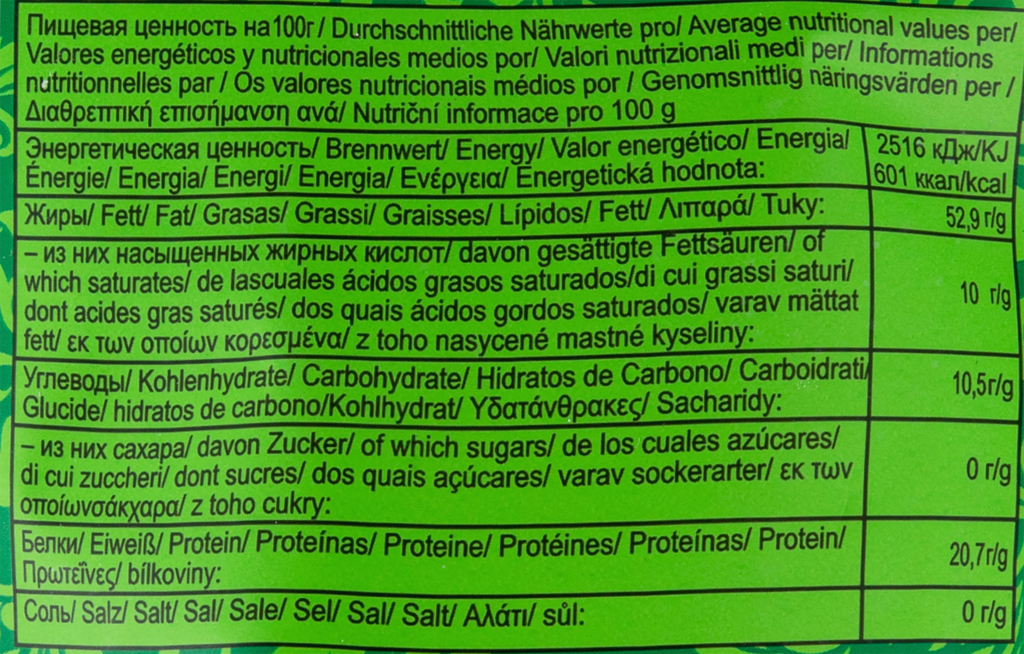 Пищевая ценность на 100г / Durchschnittliche Nährwerte pro/ Average nutritional values per/
Valores energéticos y nutricionales medios por/ Valori nutrizionali medi per/ Informations
nutritionnelles par / Os valores nutricionais médios por / Genomsnittlig näringsvärden per /
Διαθρεπτική επισήμανση ανά/ Nutriční informace pro 100 g
Энергетическая ценность/ Brennwert/ Energy/ Valor energético/ Energia/
Énergie/ Energia/ Energi/ Energia/ Ενέργεια/ Energetická hodnota:
2516 кДж/KJ
601 ккал/kcal
Жиры/ Fett/ Fat/ Grasas/ Grassi/ Graisses/ Lípidos/ Fett/ Λιπαρά/ Tuky:
52,9 г/g
– из них насыщенных жирных кислот/ davon gesättigte Fettsäuren/ of
which saturates/ de lascuales ácidos grasos saturados/di cui grassi saturi/
dont acides gras saturés/ dos quais ácidos gordos saturados/ varav mättat
fett/ εκ των οποίων κορεσμένα/ z toho nasycené mastné kyseliny:
10 г/g
Углеводы/ Kohlenhydrate/ Carbohydrate/ Hidratos de Carbono/ Carboidrati/
Glucide/ hidratos de carbono/Kohlhydrat/ Υδατάνθρακες/ Sacharidy:
10,5г/g
– из них сахара/ davon Zucker/ of which sugars/ de los cuales azúcares/
di cui zuccheri/ dont sucres/ dos quais açúcares/ varav sockerarter/ εκ των
οποίωνσάκχαρα/ z toho cukry:
0 г/g
Белки/ Eiweiß/ Protein/ Proteínas/ Proteine/ Protéines/ Proteínas/ Protein/
Πρωτεΐνες/ bílkoviny:
20,7г/g
Соль/ Salz/ Salt/ Sal/ Sale/ Sel/ Sal/ Salt/ Αλάτι/ sůl:
0 г/g